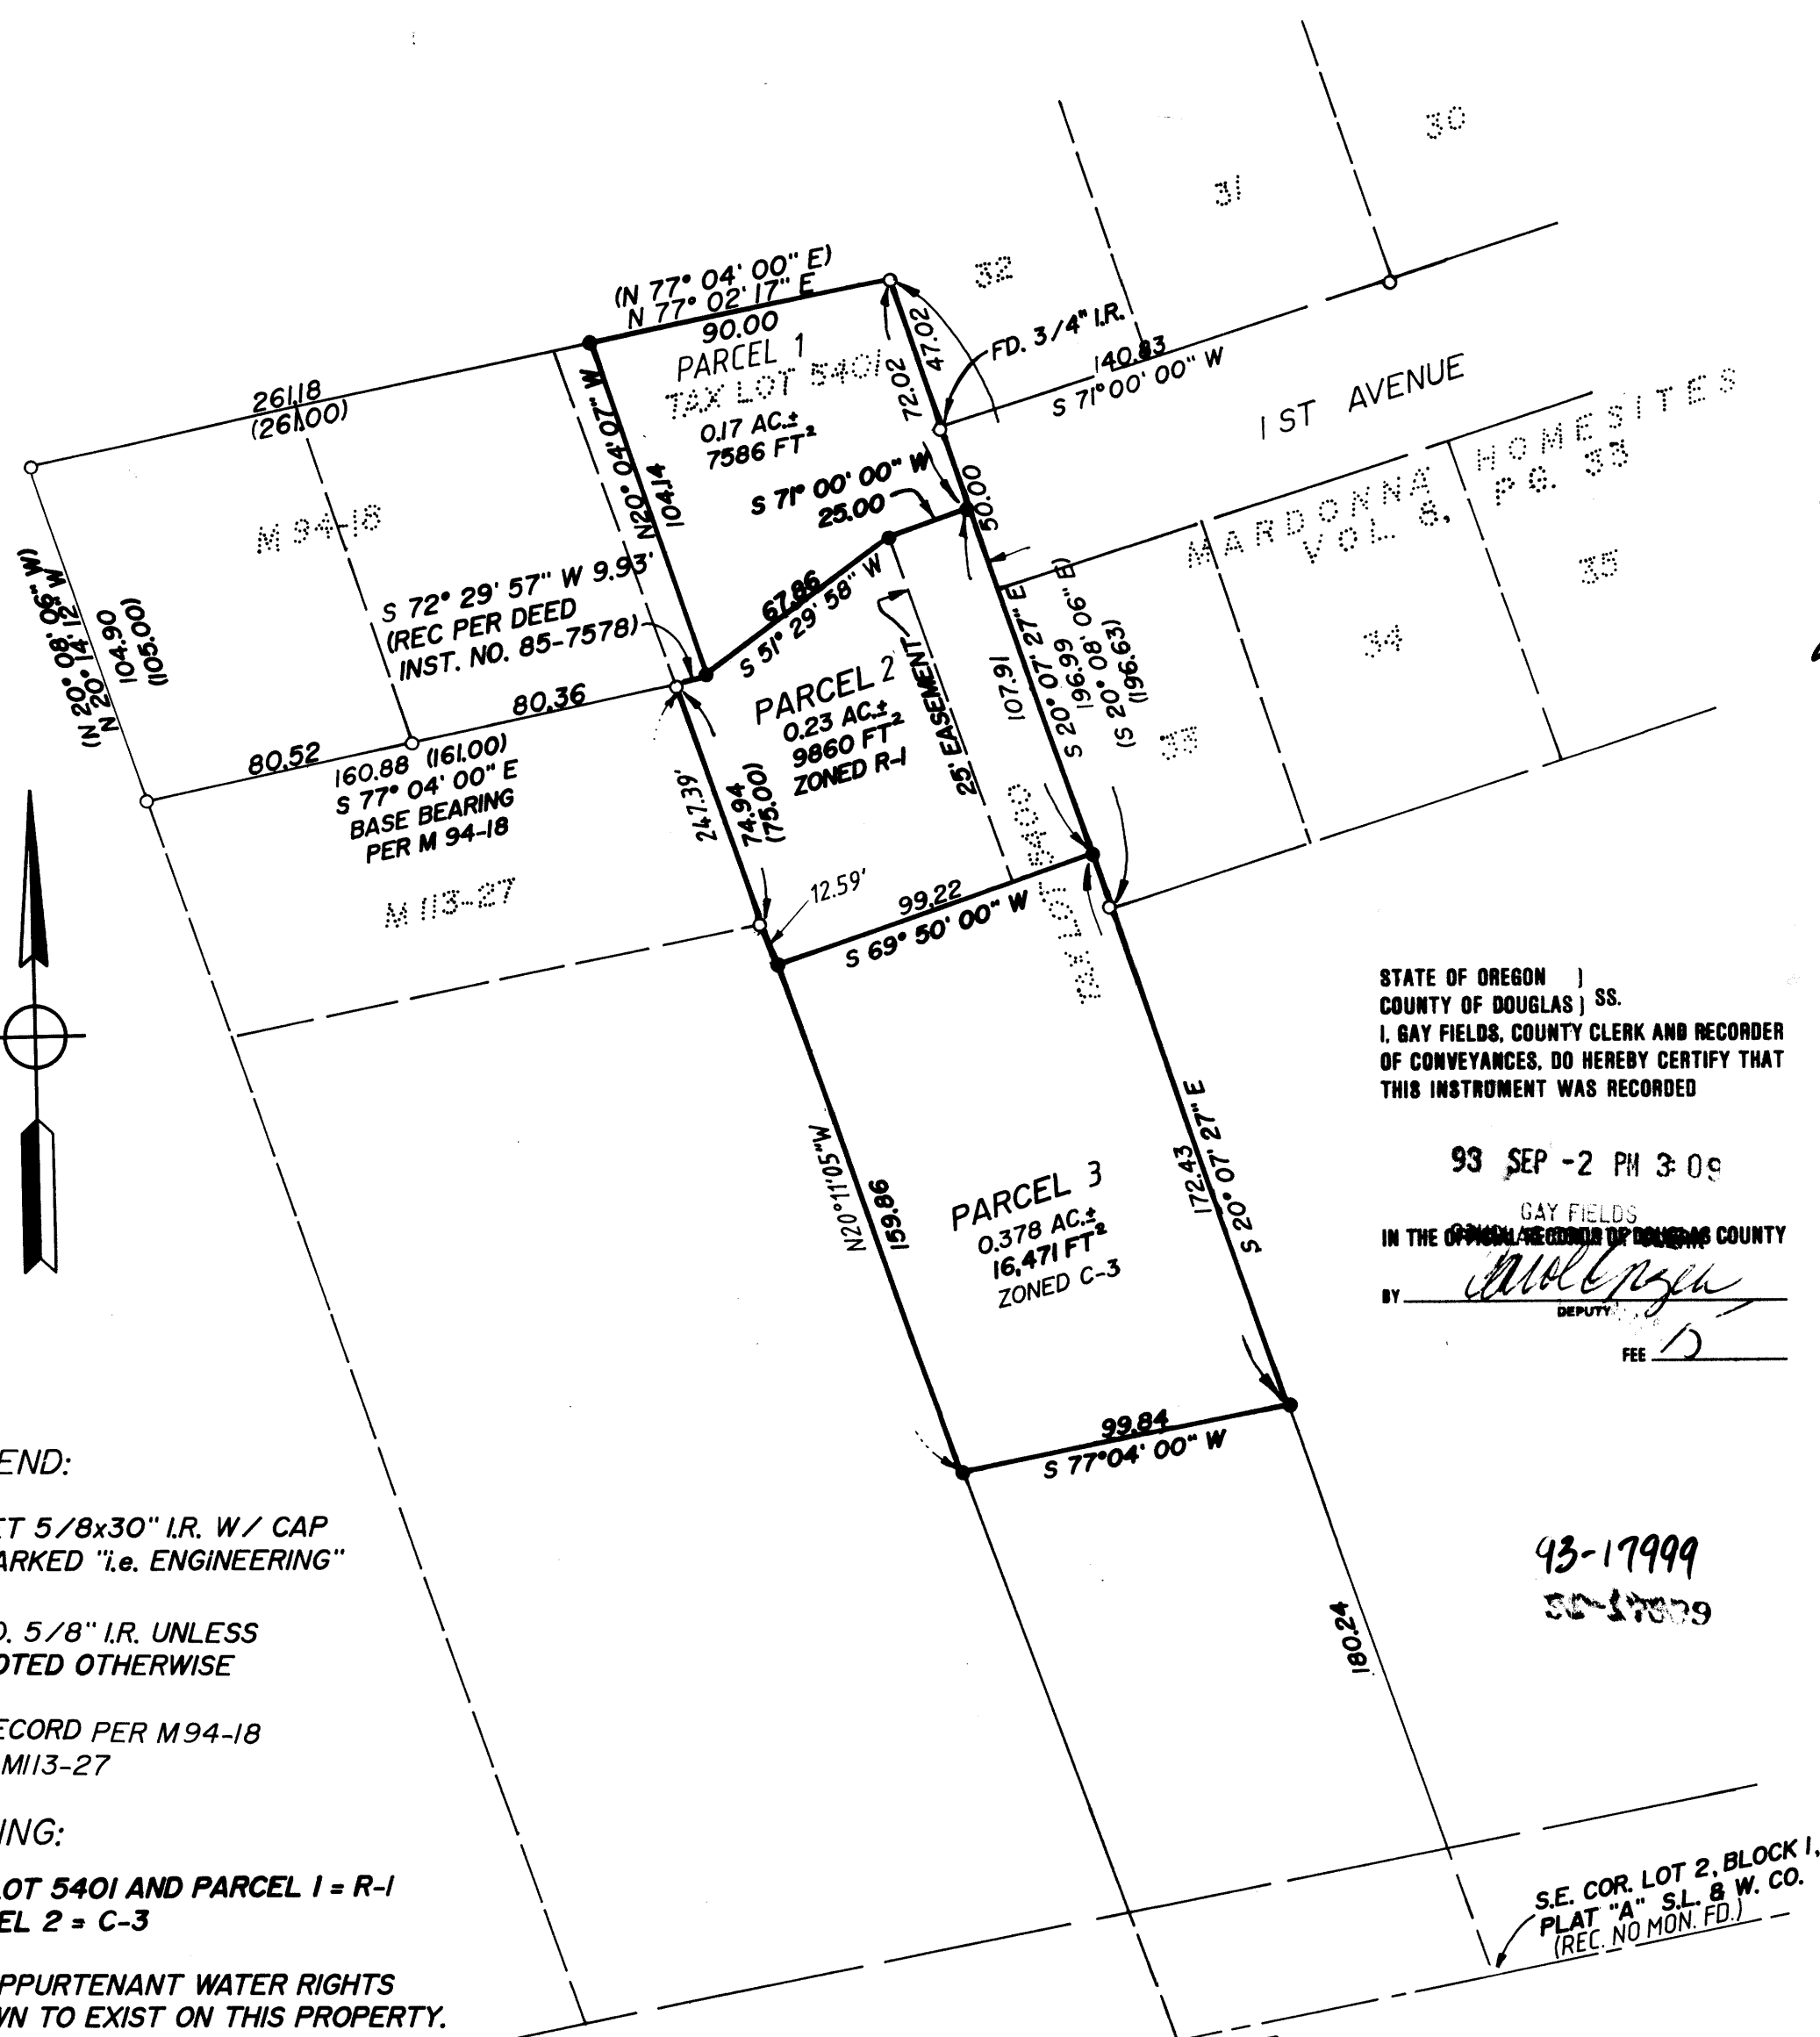 30
31
32
(N 77° 04' 00" E)
N 77° 02' 17" E
90.00
PARCEL 1
TAX LOT 5401
0.17 AC.±
7586 FT²
47.02
72.02
FD. 3/4" I.R.
140.83
S 71° 00' 00" W
1 ST AVENUE
261.18
(261.00)
N20° 04' 07" W
104.14
S 71° 00' 00" W
25.00
50.00
MARDONNA HOMESITES
VOL. 8, PG. 33
35
34
33
M 94-18
(N 20° 08' 06" W)
N 20° 14' 12" W
104.90
(105.00)
S 72° 29' 57" W 9.93'
(REC PER DEED
INST. NO. 85-7578)
67.86
S 51° 29' 58" W
PARCEL 2
0.23 AC.±
9860 FT²
ZONED R-1
25' EASEMENT
107.91
S 20° 07' 27" E
196.99
(S 20° 08' 06" E)
(196.63)
80.36
80.52
160.88 (161.00)
S 77° 04' 00" E
BASE BEARING
PER M 94-18
247.39'
74.94
(75.00)
M 113-27
12.59'
99.22
S 69° 50' 00" W
TAX LOT 5400
STATE OF OREGON )
COUNTY OF DOUGLAS ) SS.
I, GAY FIELDS, COUNTY CLERK AND RECORDER
OF CONVEYANCES, DO HEREBY CERTIFY THAT
THIS INSTRUMENT WAS RECORDED
93 SEP -2 PM 3:09
GAY FIELDS
IN THE OFFICIAL RECORDS OF DOUGLAS COUNTY
BY
DEPUTY
FEE
N20°11'05"W
159.86
PARCEL 3
0.378 AC.±
16,471 FT²
ZONED C-3
172.43
S 20° 07' 27" E
99.84
S 77°04' 00" W
93-17999
180.24
END:
ET 5/8x30" I.R. W/ CAP
ARKED "i.e. ENGINEERING"
D. 5/8" I.R. UNLESS
OTED OTHERWISE
ECORD PER M 94-18
M113-27
ING:
LOT 5401 AND PARCEL 1 = R-1
EL 2 = C-3
PPURTENANT WATER RIGHTS
WN TO EXIST ON THIS PROPERTY.
S.E. COR. LOT 2, BLOCK 1,
PLAT "A" S.L. & W. CO.
(REC. NO MON. FD.)